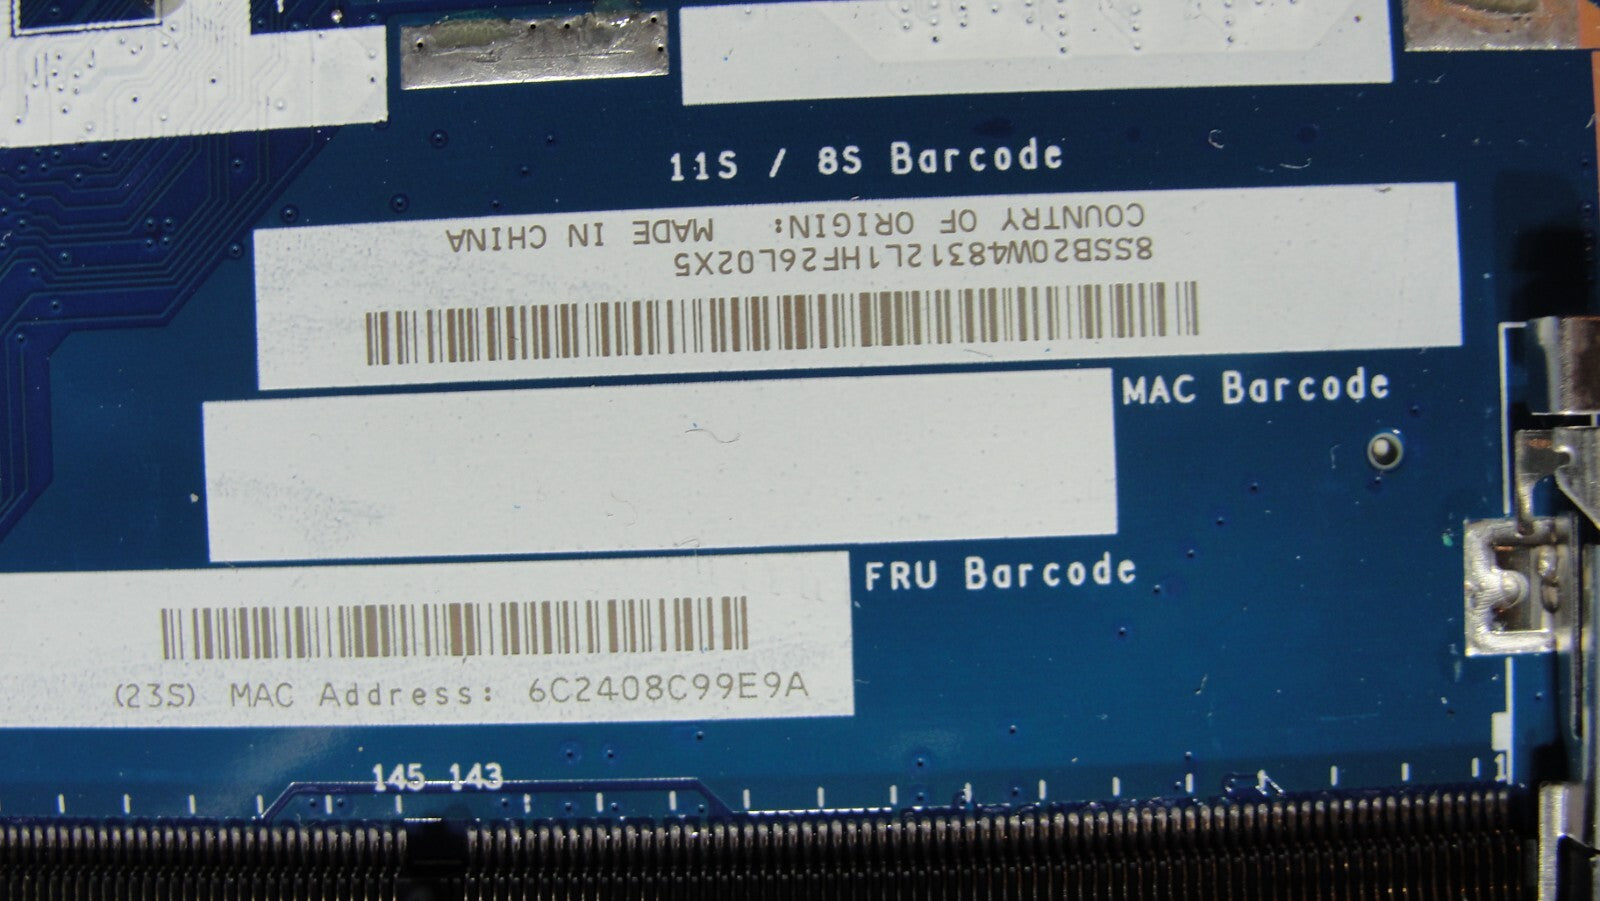 11S / 8S Barcode
COUNTRY OF ORIGIN: MADE IN CHINA
8SSB20W48312L1HF26L02X5
MAC Barcode
FRU Barcode
(23S) MAC Address: 6C2408C99E9A
145 143
1